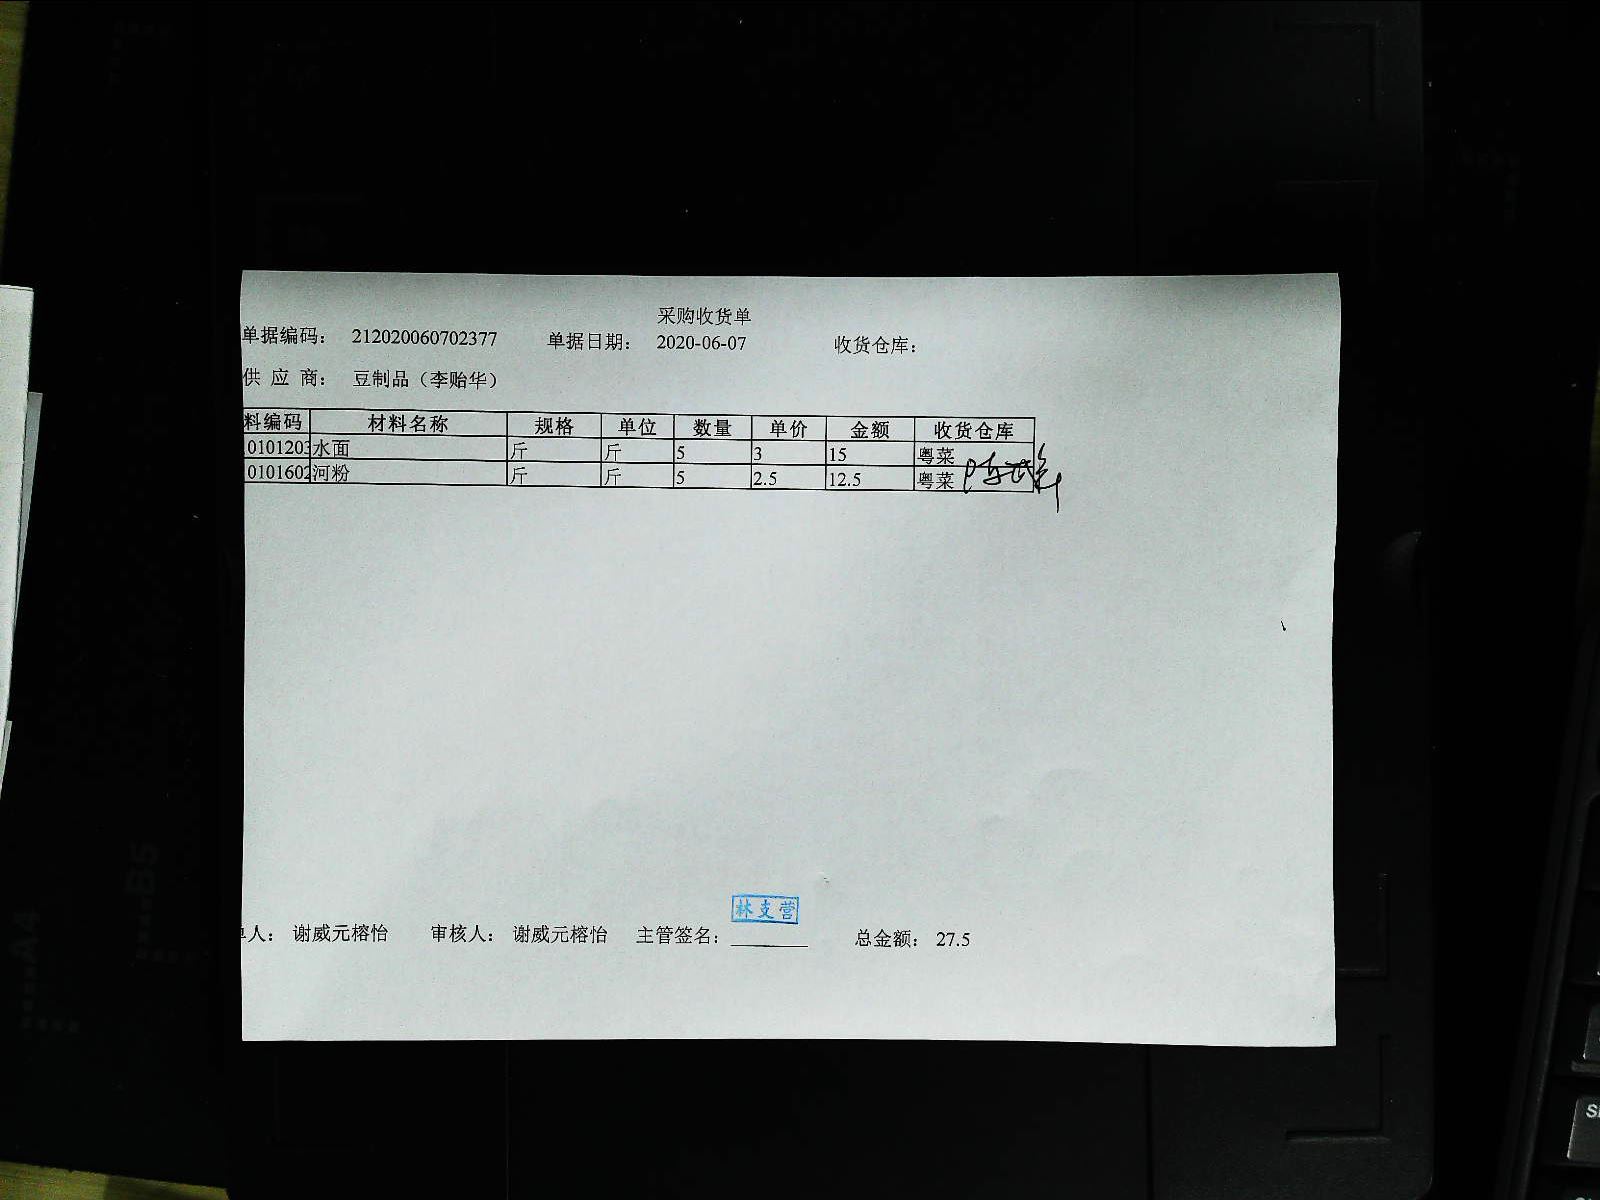 采购收货单
单据编码： 212020060702377 单据日期： 2020-06-07 收货仓库：
供 应 商： 豆制品（李贻华）
料编码 材料名称 规格 单位 数量 单价 金额 收货仓库
0101203 水面 斤 斤 5 3 15 粤菜
0101602 河粉 斤 斤 5 2.5 12.5 粤菜
林支营
人： 谢威元榕怡 审核人： 谢威元榕怡 主管签名： 总金额： 27.5
A4
B5